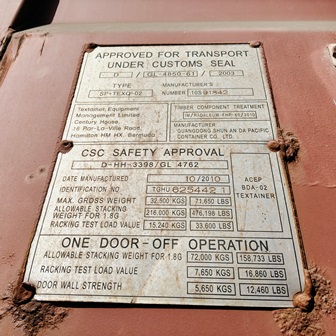 APPROVED FOR TRANSPORT
UNDER CUSTOMS SEAL
D / GL 4850-61 / 2003
TYPE
SP-TEXQ-02
MANUFACTURER'S
NUMBER
Textainer Equipment
Management Limited
Century House
16 Par-La-Ville Road,
Hamilton HM HX, Bermuda
TIMBER COMPONENT TREATMENT
MANUFACTURER
GUANGDONG SHUN AN DA PACIFIC
CONTAINER CO. LTD.
CSC SAFETY APPROVAL
D-HH-3398/GL 4762
DATE MANUFACTURED 10/2010
IDENTIFICATION NO TGHU 625442 1
MAX. GROSS WEIGHT 32,500 KGS 71,650 LBS
ALLOWABLE STACKING
WEIGHT FOR 1.8G 216,000 KGS 476,198 LBS
RACKING TEST LOAD VALUE 15,240 KGS 33,600 LBS
ACEP
BDA-02
TEXTAINER
ONE DOOR-OFF OPERATION
ALLOWABLE STACKING WEIGHT FOR 1.8G 72,000 KGS 158,733 LBS
RACKING TEST LOAD VALUE 7,650 KGS 16,860 LBS
DOOR WALL STRENGTH 5,650 KGS 12,460 LBS